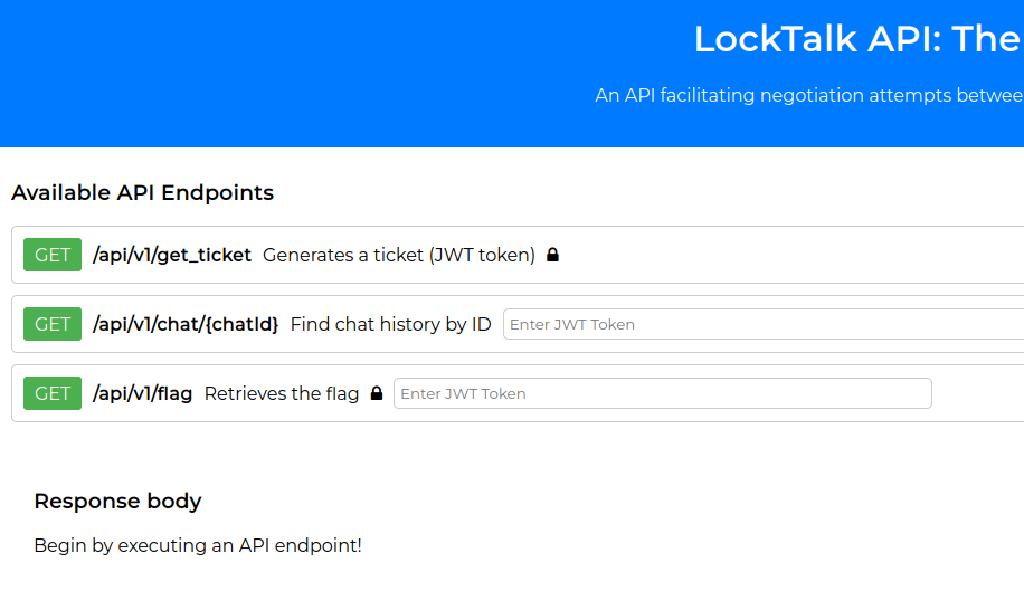 LockTalk API: The
An API facilitating negotiation attempts betwee
Available API Endpoints
GET /api/v1/get_ticket Generates a ticket (JWT token)
GET /api/v1/chat/{chatId} Find chat history by ID Enter JWT Token
GET /api/v1/flag Retrieves the flag Enter JWT Token
Response body
Begin by executing an API endpoint!